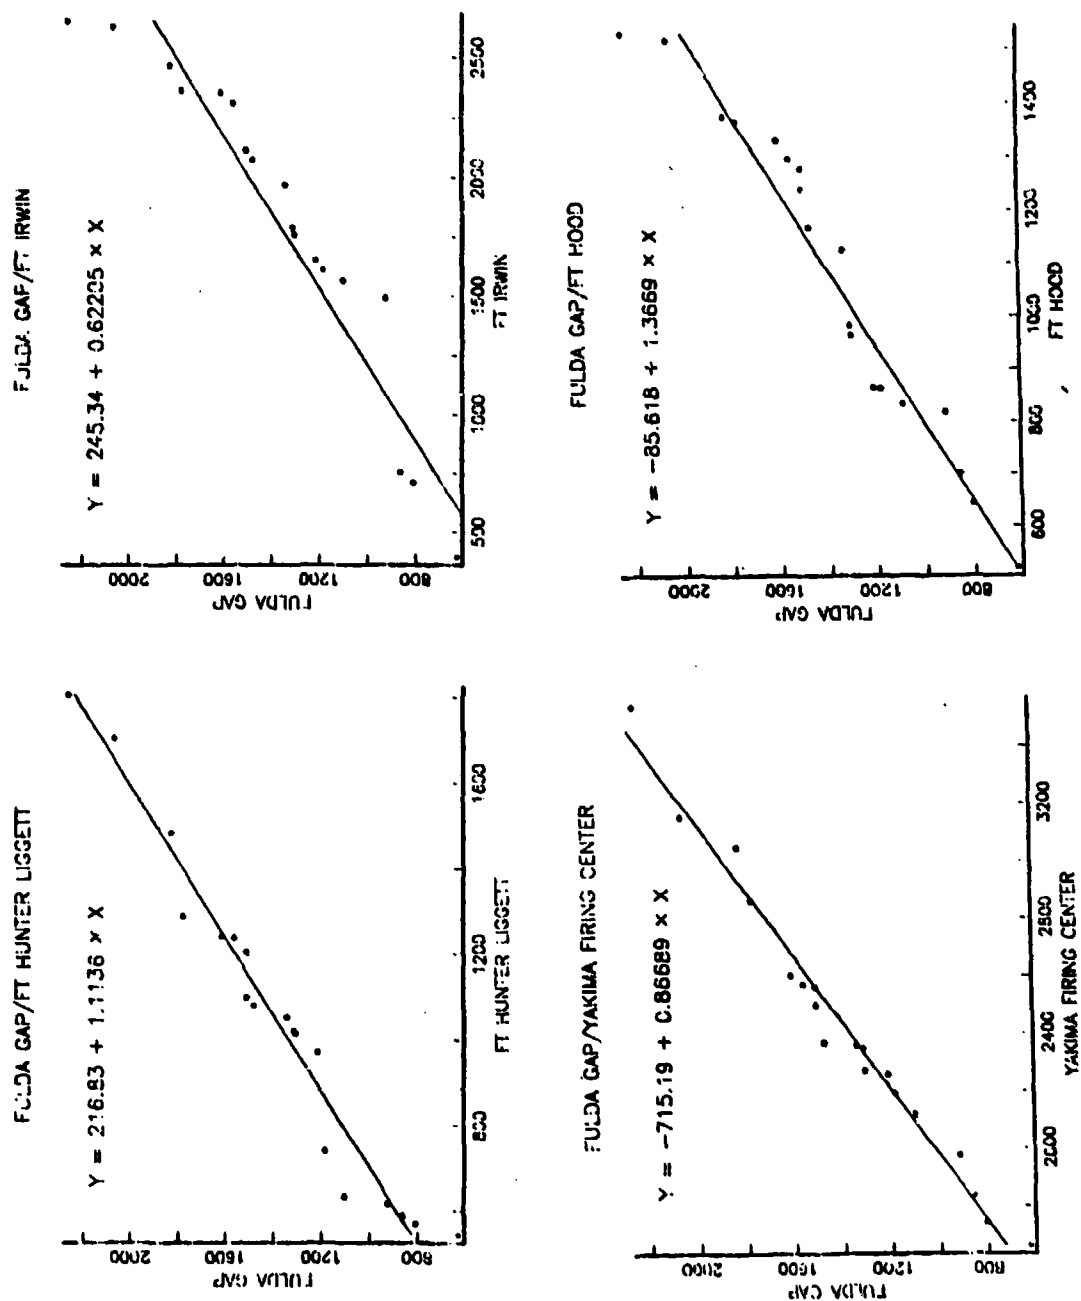 FULDA GAP/FT HUNTER LIGGETT
Y = 216.83 + 1.1136 x X
FULDA GAP
2000
1600
1200
800
800
1200
1600
FT HUNTER LIGGETT
FULDA GAP/FT IRWIN
Y = 245.34 + 0.62205 x X
FULDA GAP
2000
1600
1200
800
500
1000
1500
2000
2500
FT IRWIN
FULDA GAP/YAKIMA FIRING CENTER
Y = -715.19 + 0.86689 x X
FULDA GAP
2000
1600
1200
800
2000
2400
2800
3200
YAKIMA FIRING CENTER
FULDA GAP/FT HOOD
Y = -85.618 + 1.3669 x X
FULDA GAP
2000
1600
1200
800
600
800
1000
1200
1400
FT HOOD